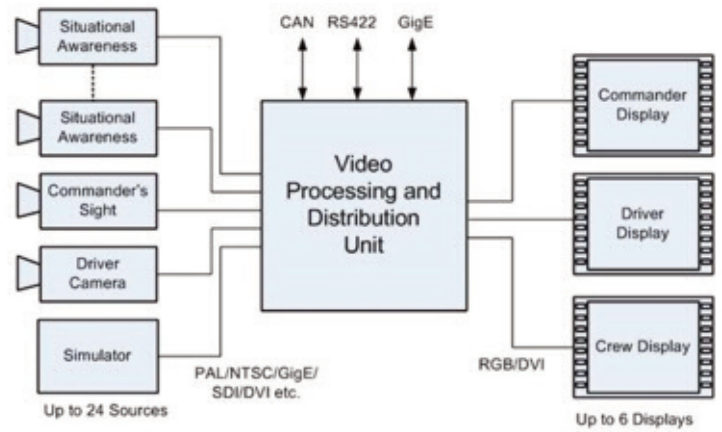 Situational
Awareness
Situational
Awareness
Commander's
Sight
Driver
Camera
Simulator
Up to 24 Sources
PAL/NTSC/GigE/
SDI/DVI etc.
CAN RS422 GigE
Video
Processing and
Distribution
Unit
RGB/DVI
Commander
Display
Driver
Display
Crew Display
Up to 6 Displays